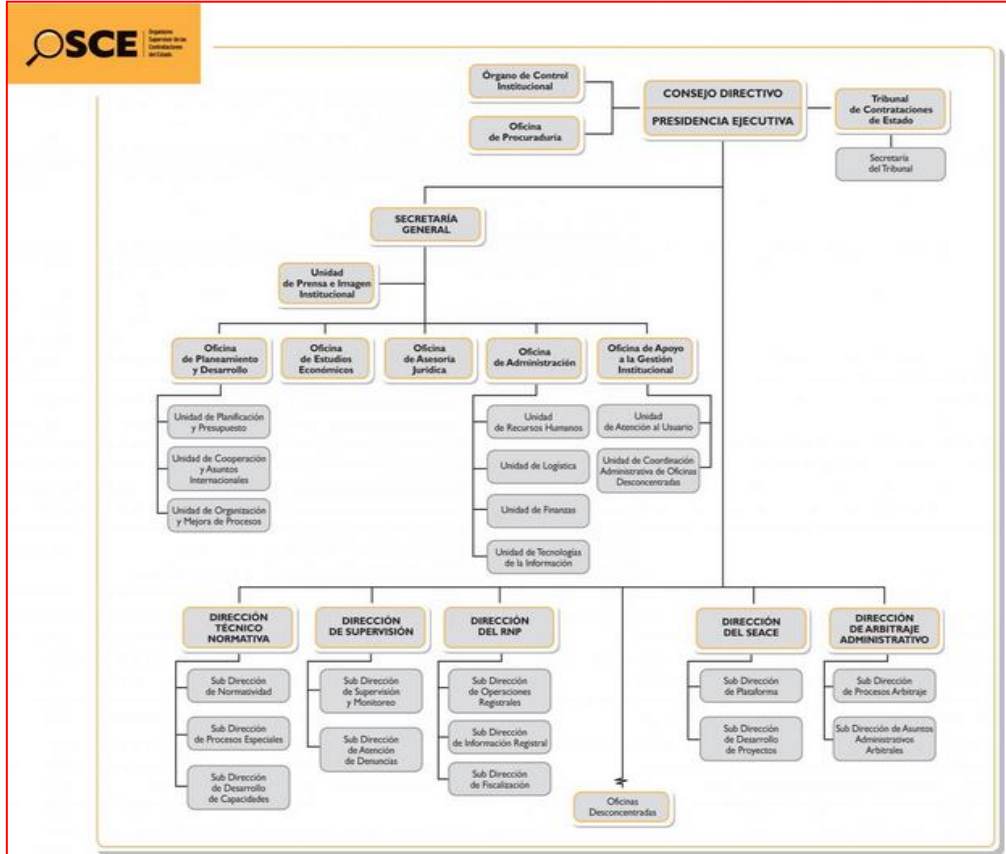 OSCE
Organismo
Supervisor de las
Contrataciones
del Estado
Órgano de Control
Institucional
Oficina
de Procuraduría
CONSEJO DIRECTIVO
PRESIDENCIA EJECUTIVA
Tribunal
de Contrataciones
de Estado
Secretaría
del Tribunal
SECRETARÍA
GENERAL
Unidad
de Prensa e Imagen
Institucional
Oficina
de Planeamiento
y Desarrollo
Oficina
de Estudios
Económicos
Oficina
de Asesoría
Jurídica
Oficina
de Administración
Oficina de Apoyo
a la Gestión
Institucional
Unidad de Planificación
y Presupuesto
Unidad de Cooperación
y Asuntos
Internacionales
Unidad de Organización
y Mejora de Procesos
Unidad
de Recursos Humanos
Unidad de Logística
Unidad de Finanzas
Unidad de Tecnologías
de la Información
Unidad
de Atención al Usuario
Unidad de Coordinación
Administrativa de Oficinas
Desconcentradas
DIRECCIÓN
TÉCNICO
NORMATIVA
DIRECCIÓN
DE SUPERVISIÓN
DIRECCIÓN
DEL RNP
DIRECCIÓN
DEL SEACE
DIRECCIÓN
DE ARBITRAJE
ADMINISTRATIVO
Sub Dirección
de Normatividad
Sub Dirección
de Procesos Especiales
Sub Dirección
de Desarrollo
de Capacidades
Sub Dirección
de Supervisión
y Monitoreo
Sub Dirección
de Atención
de Denuncias
Sub Dirección
de Operaciones
Registrales
Sub Dirección
de Información Registral
Sub Dirección
de Fiscalización
Oficinas
Desconcentradas
Sub Dirección
de Plataforma
Sub Dirección
de Desarrollo
de Proyectos
Sub Dirección
de Procesos Arbitraje
Sub Dirección de Asuntos
Administrativos
Arbitrales